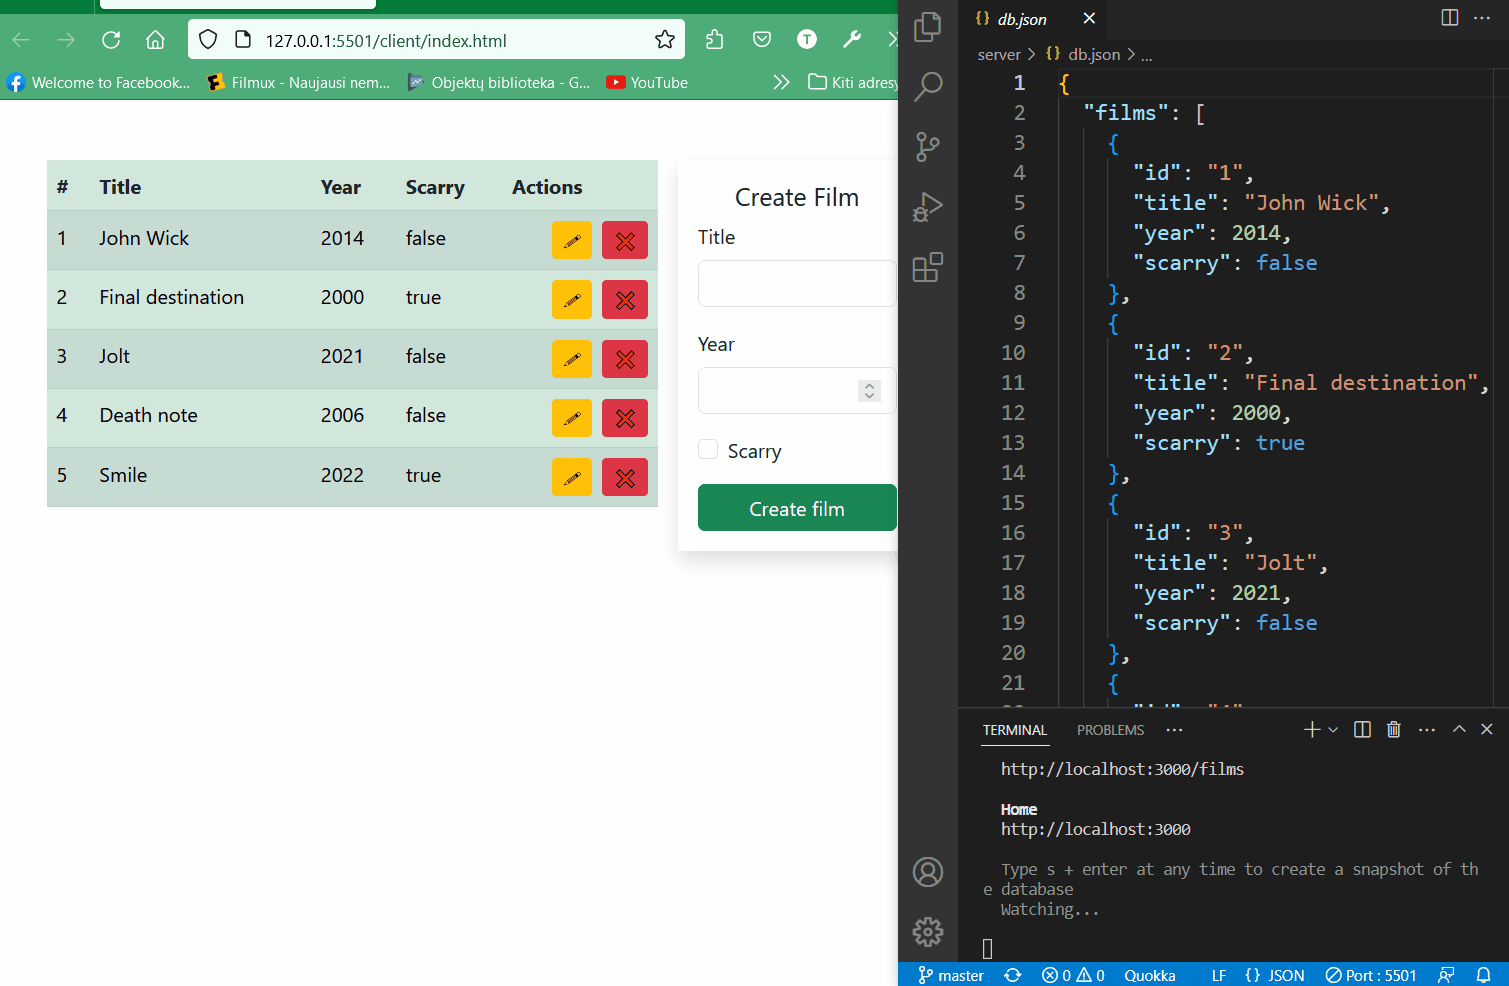 127.0.0.1:5501/client/index.html
Welcome to Facebook... Filmux - Naujausi nem... Objektų biblioteka - G... YouTube Kiti adresy
# Title Year Scarry Actions
1 John Wick 2014 false
2 Final destination 2000 true
3 Jolt 2021 false
4 Death note 2006 false
5 Smile 2022 true
Create Film
Title
Year
Scarry
Create film
{} db.json
server > {} db.json > ...
1 {
2 "films": [
3 {
4 "id": "1",
5 "title": "John Wick",
6 "year": 2014,
7 "scarry": false
8 },
9 {
10 "id": "2",
11 "title": "Final destination",
12 "year": 2000,
13 "scarry": true
14 },
15 {
16 "id": "3",
17 "title": "Jolt",
18 "year": 2021,
19 "scarry": false
20 },
21 {
TERMINAL PROBLEMS ...
http://localhost:3000/films
Home
http://localhost:3000
Type s + enter at any time to create a snapshot of th
e database
Watching...
master 0 0 Quokka LF {} JSON Port : 5501